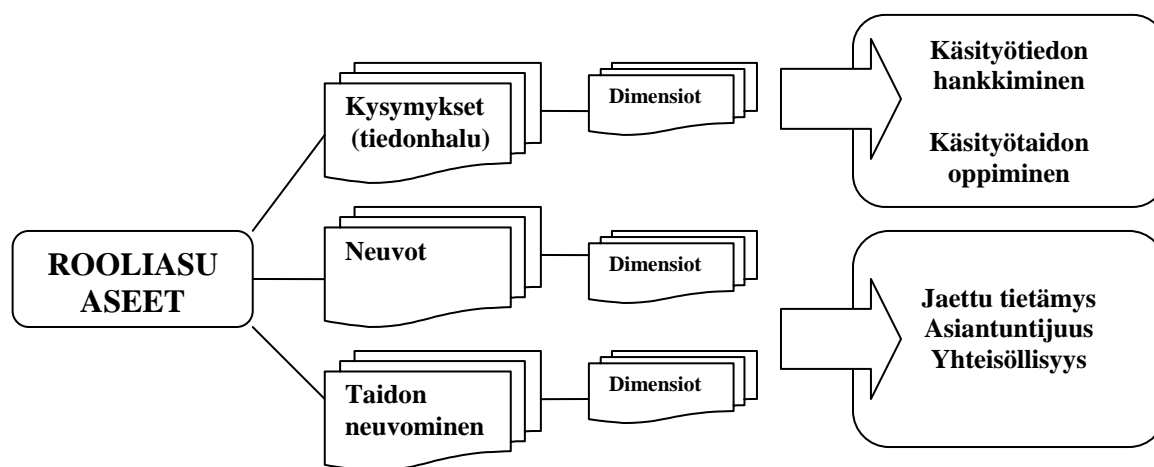 ROOLIASU
ASEET
Kysymykset
(tiedonhalu)
Dimensiot
Neuvot
Dimensiot
Taidon
neuvominen
Dimensiot
Käsityötiedon
hankkiminen
Käsityötaidon
oppiminen
Jaettu tietämys
Asiantuntijuus
Yhteisöllisyys